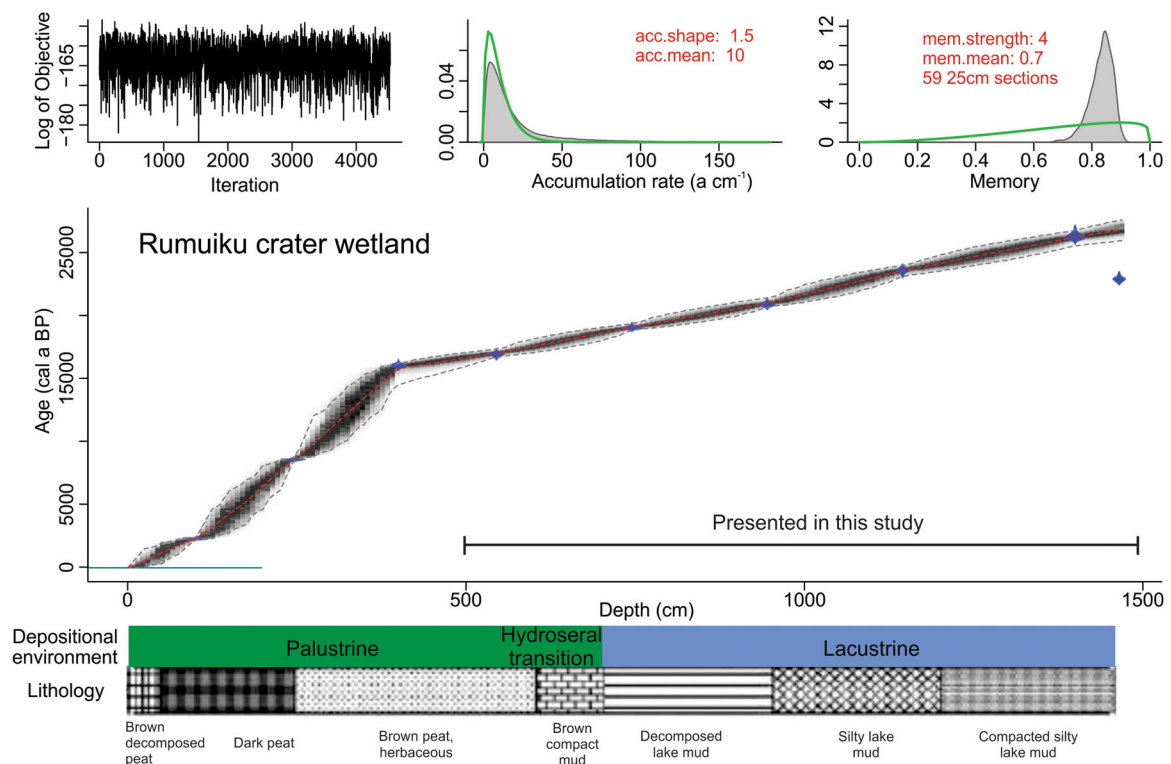 Log of Objective
−165
−180
0
1000
2000
3000
4000
Iteration
0.04
0.00
acc.shape: 1.5
acc.mean: 10
0
50
100
150
Accumulation rate (a cm⁻¹)
12
8
4
0
mem.strength: 4
mem.mean: 0.7
59 25cm sections
0.0
0.2
0.4
0.6
0.8
1.0
Memory
Rumuiku crater wetland
Age (cal a BP)
25000
15000
5000
0
Presented in this study
0
500
1000
1500
Depth (cm)
Depositional
environment
Palustrine
Hydroseral
transition
Lacustrine
Lithology
Brown
decomposed
peat
Dark peat
Brown peat,
herbaceous
Brown
compact
mud
Decomposed
lake mud
Silty lake
mud
Compacted silty
lake mud